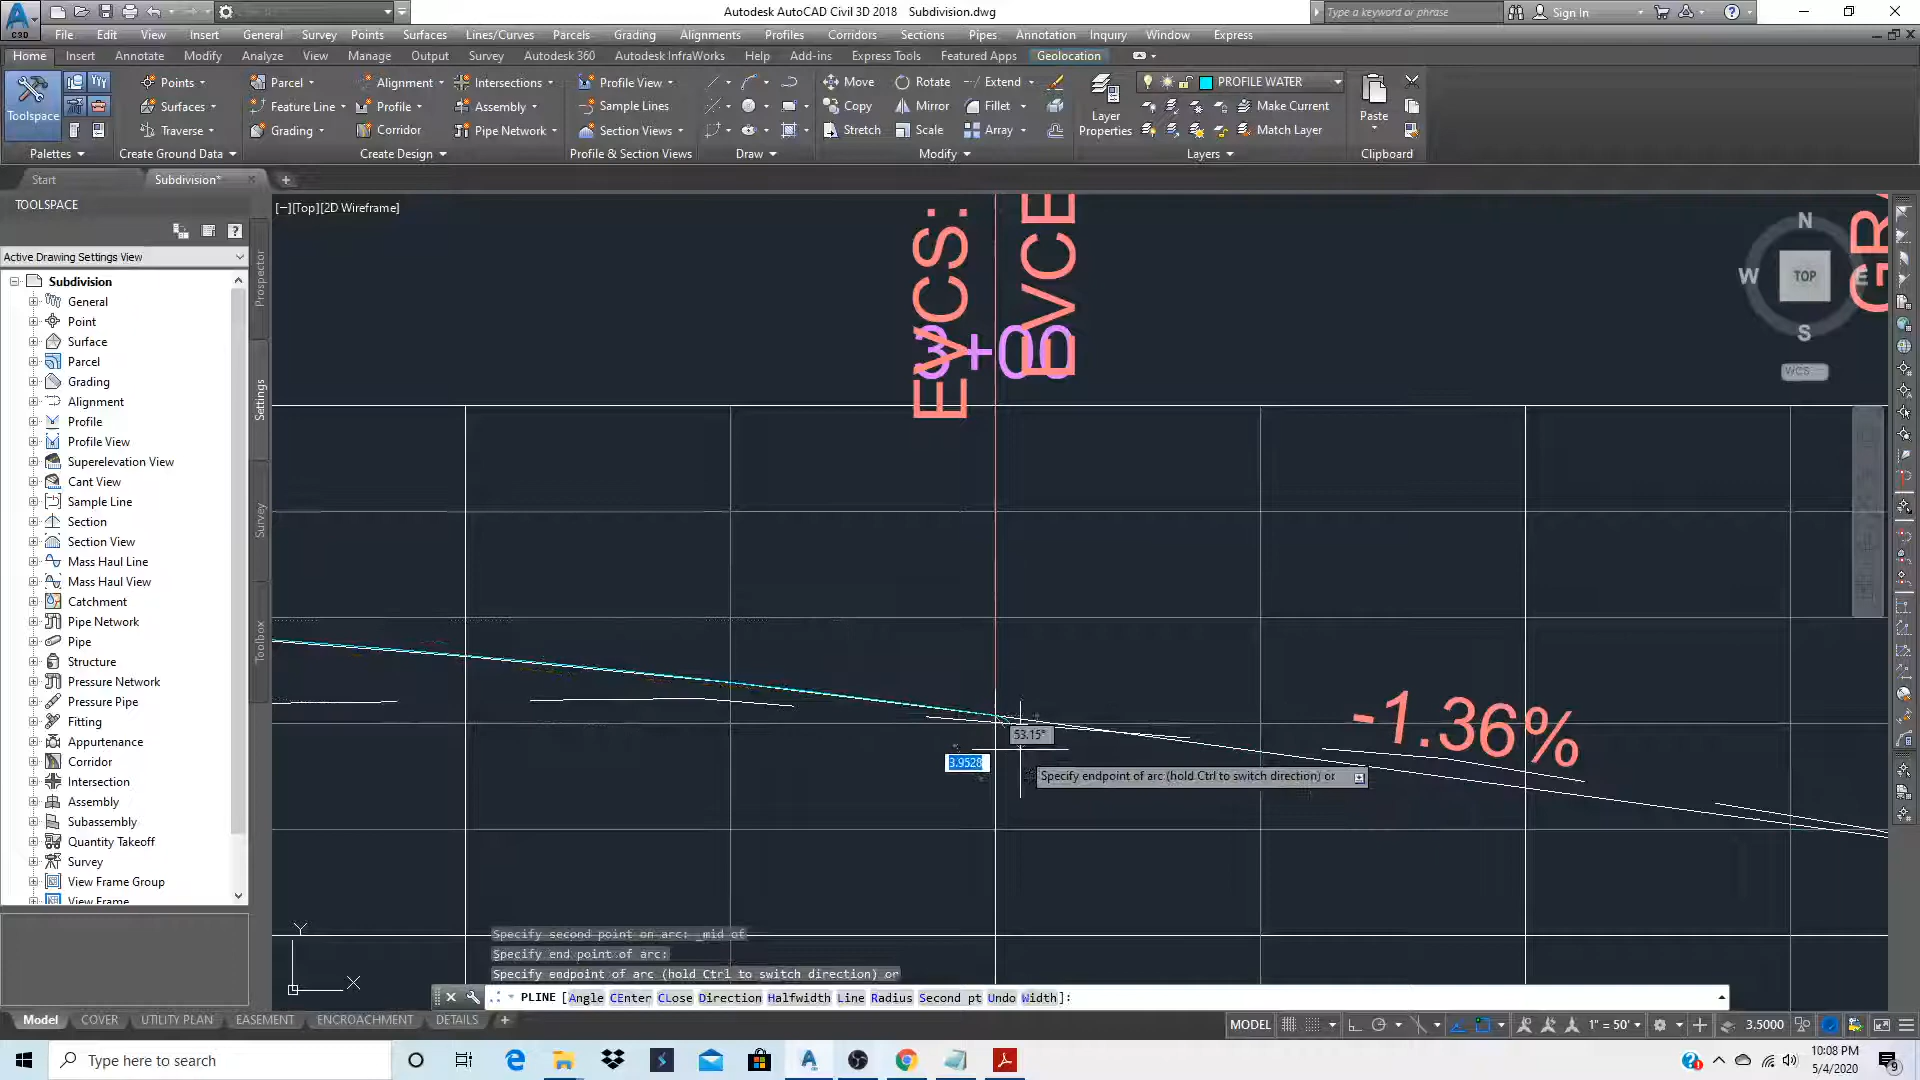 Autodesk AutoCAD Civil 3D 2018 Subdivision.dwg
Type a keyword or phrase
Sign In
C3D
File Edit View Insert General Survey Points Surfaces Lines/Curves Parcels Grading Alignments Profiles Corridors Sections Pipes Annotation Inquiry Window Express
Home Insert Annotate Modify Analyze View Manage Output Survey Autodesk 360 Autodesk InfraWorks Help Add-ins Express Tools Featured Apps Geolocation
Points Parcel Alignment Intersections Profile View Move Rotate Extend PROFILE WATER
Surfaces Feature Line Profile Assembly Sample Lines Copy Mirror Fillet Make Current
Toolspace Layer Properties Paste
Traverse Grading Corridor Pipe Network Section Views Stretch Scale Array Match Layer
Palettes Create Ground Data Create Design Profile & Section Views Draw Modify Layers Clipboard
Start Subdivision*
TOOLSPACE
[−][Top][2D Wireframe]
Active Drawing Settings View
Subdivision
General
Point
Surface
Parcel
Grading
Alignment
Profile
Profile View
Superelevation View
Cant View
Sample Line
Section
Section View
Mass Haul Line
Mass Haul View
Catchment
Pipe Network
Pipe
Structure
Pressure Network
Pressure Pipe
Fitting
Appurtenance
Corridor
Intersection
Assembly
Subassembly
Quantity Takeoff
Survey
View Frame Group
View Frame
Prospector
Settings
Survey
Toolbox
EVCS:
EVCE
3+00
GR
N
W TOP E
S
WCS
-1.36%
53.15°
3.9528
Specify endpoint of arc (hold Ctrl to switch direction) or
Y
X
Specify second point on arc: _mid of
Specify end point of arc:
Specify endpoint of arc (hold Ctrl to switch direction) or
PLINE [Angle CEnter CLose Direction Halfwidth Line Radius Second pt Undo Width]:
Model COVER UTILITY PLAN EASEMENT ENCROACHMENT DETAILS
MODEL 1" = 50' 3.5000
Type here to search
10:08 PM
5/4/2020
9